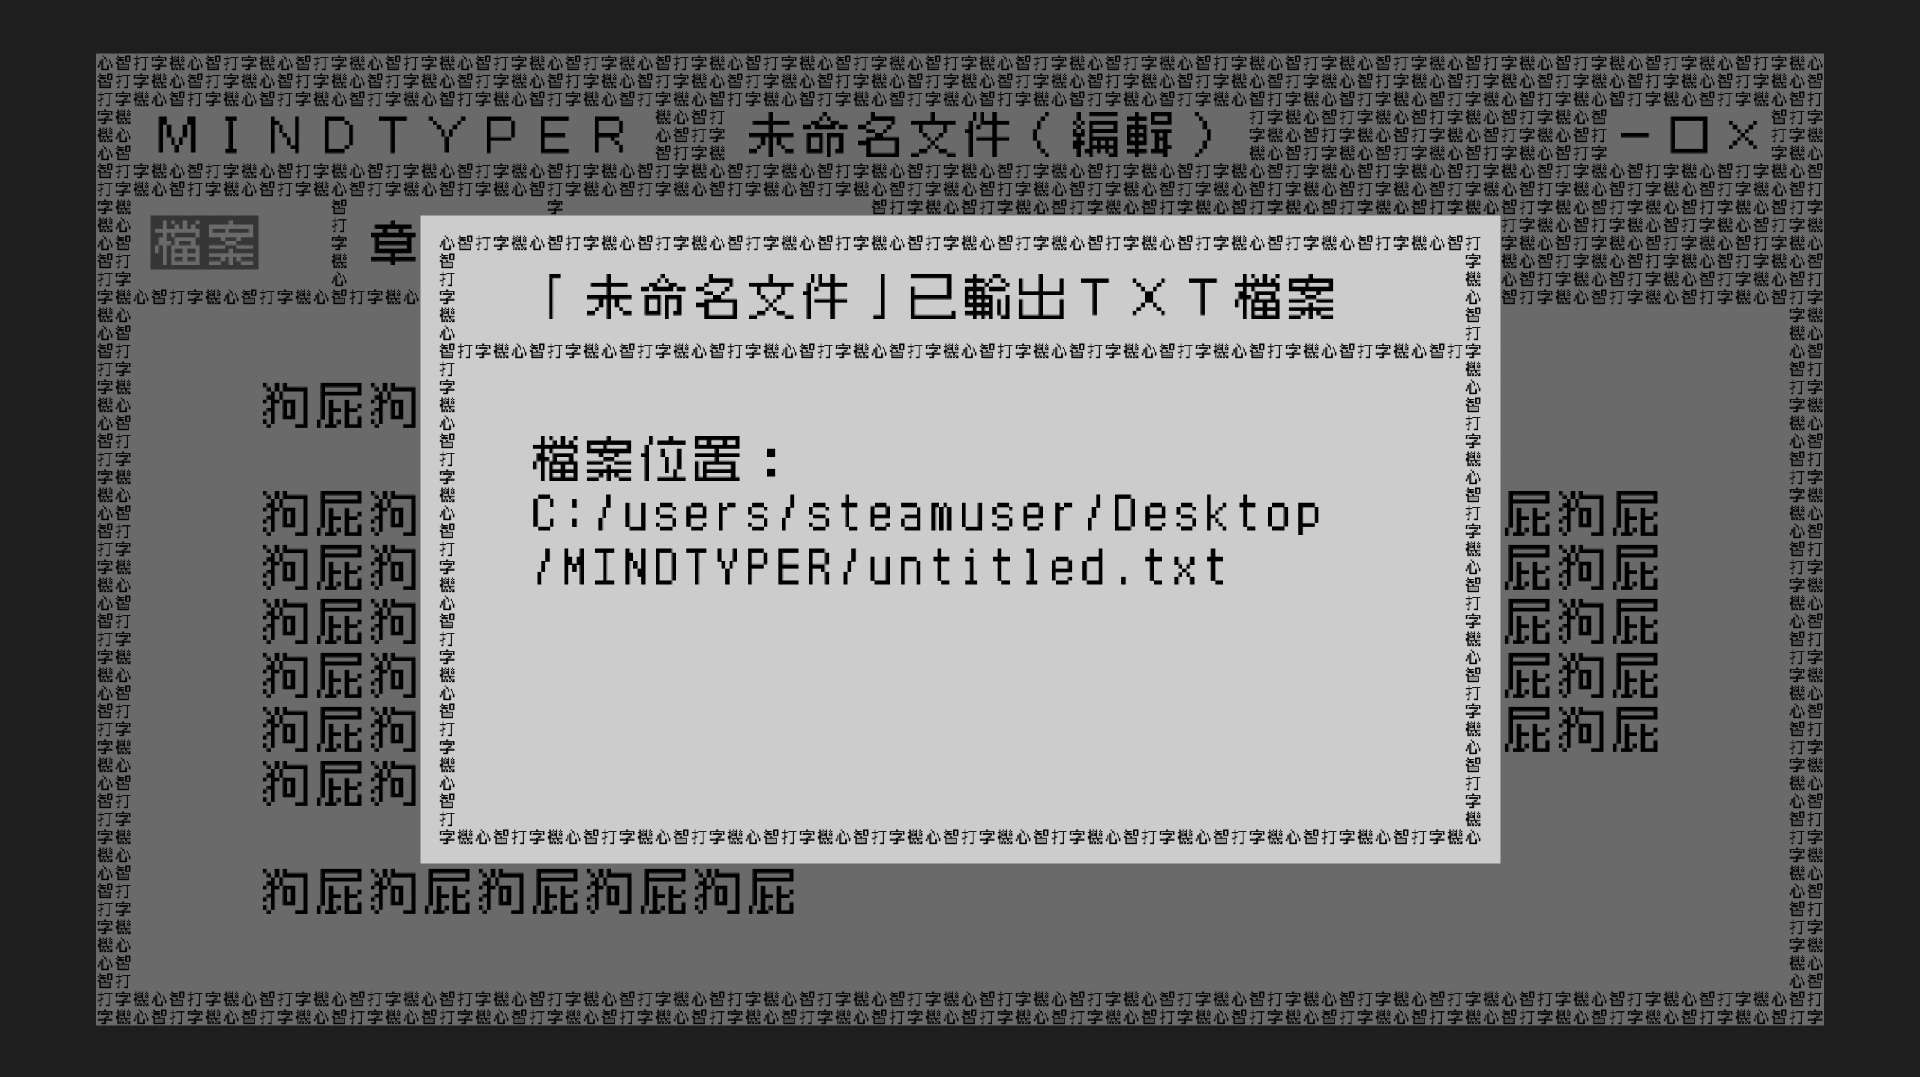 MINDTYPER 未命名文件（編輯） － □ ×
檔案 章
「未命名文件」已輸出TXT檔案
檔案位置：
C:/users/steamuser/Desktop
/MINDTYPER/untitled.txt
狗屁狗
狗屁狗 屁狗屁
狗屁狗 屁狗屁
狗屁狗 屁狗屁
狗屁狗 屁狗屁
狗屁狗 屁狗屁
狗屁狗
狗屁狗屁狗屁狗屁狗屁